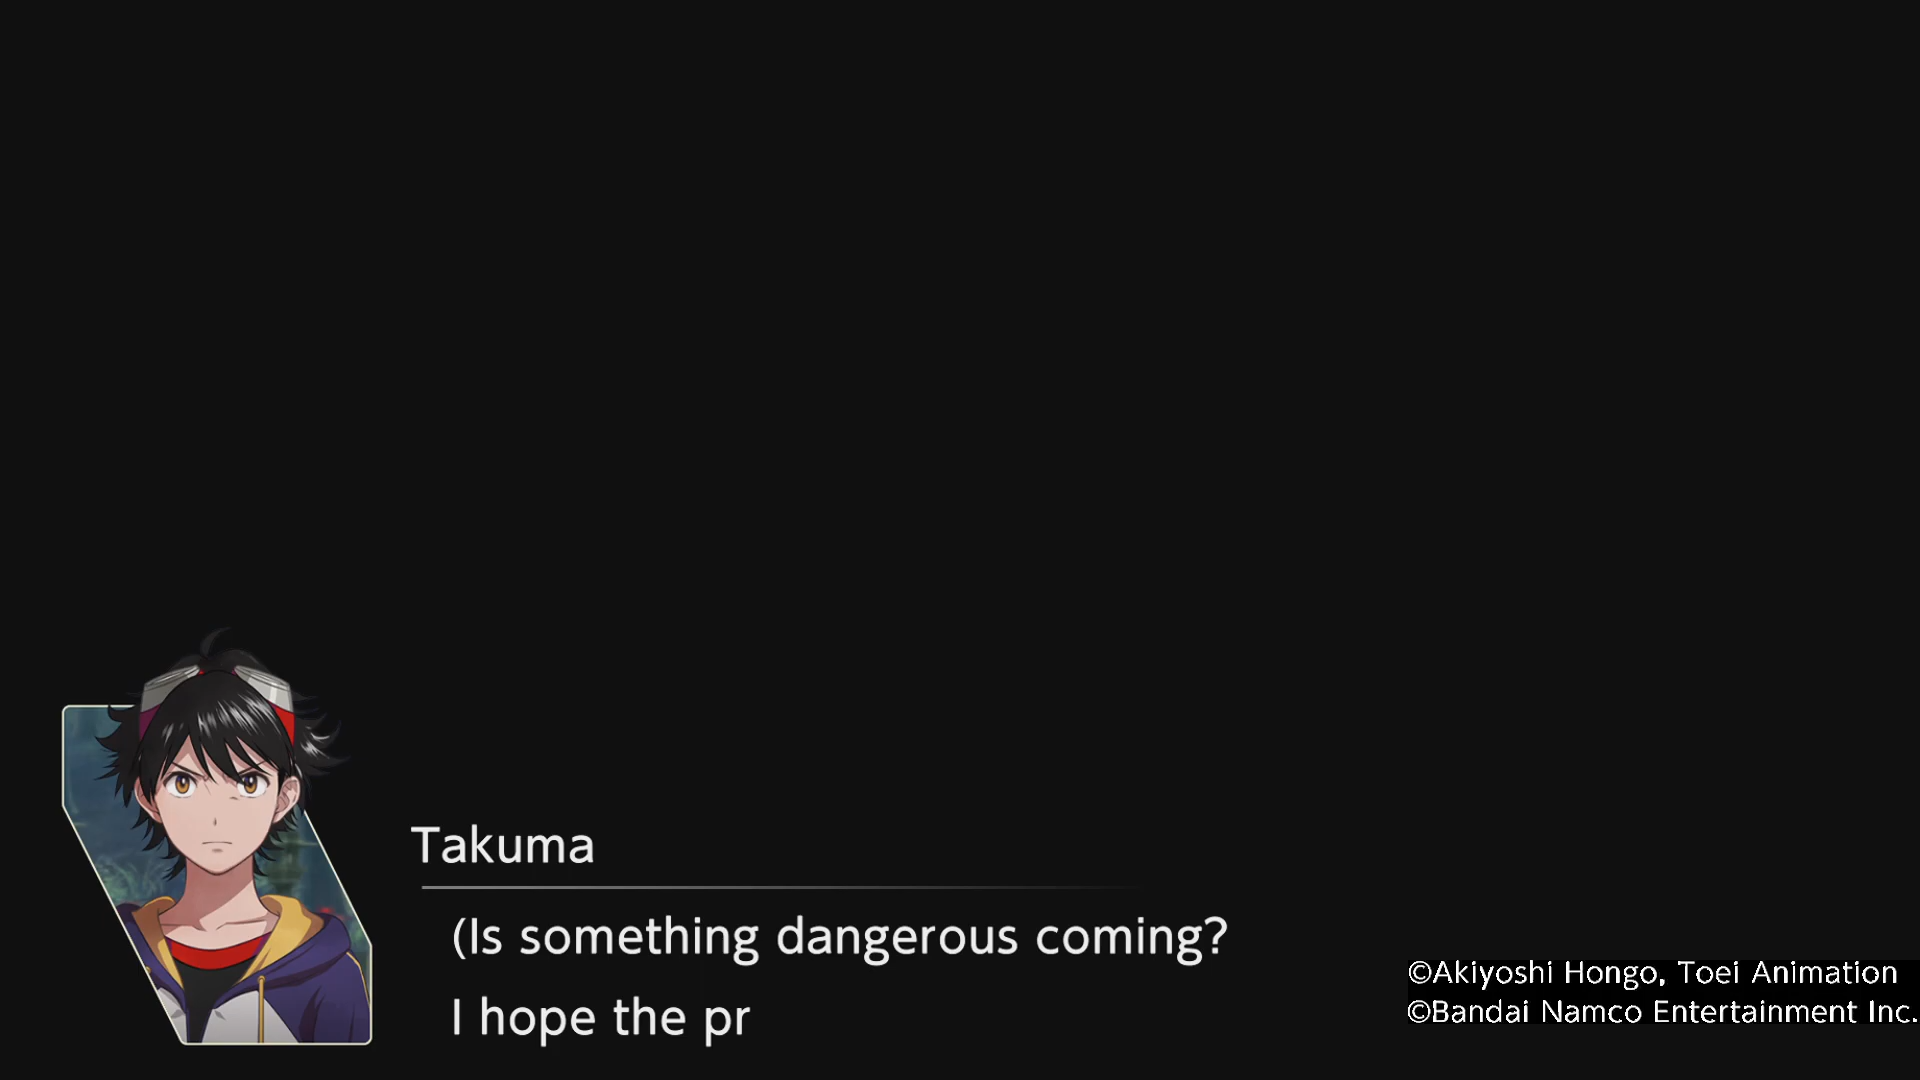 Takuma
(Is something dangerous coming?
I hope the pr
©Akiyoshi Hongo, Toei Animation
©Bandai Namco Entertainment Inc.